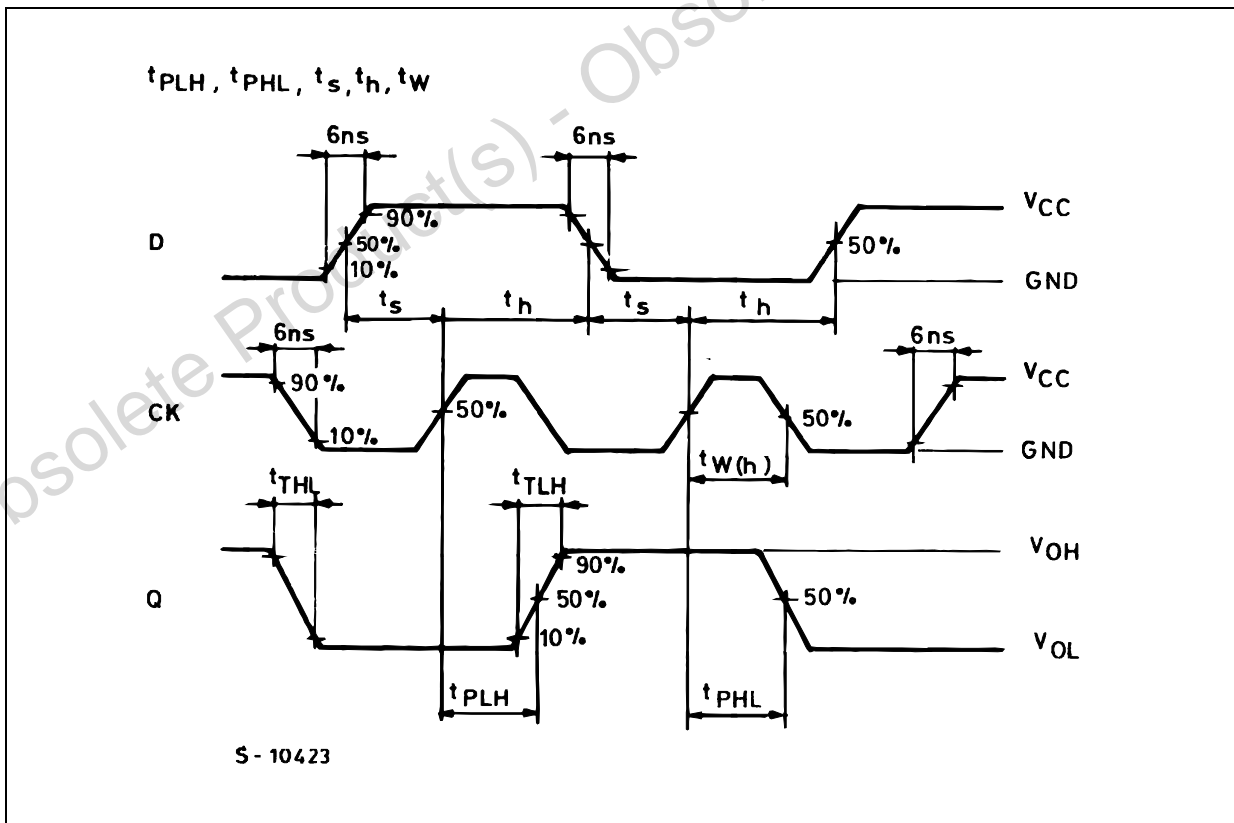 tPLH, tPHL, ts, th, tW
6ns
6ns
90%
VCC
D
50%
50%
10%
GND
ts
th
ts
th
6ns
6ns
90%
VCC
CK
50%
50%
10%
GND
tTHL
tTLH
tW(h)
VOH
90%
Q
50%
50%
10%
VOL
tPLH
tPHL
S-10423
bsolete Product(s) - Obso